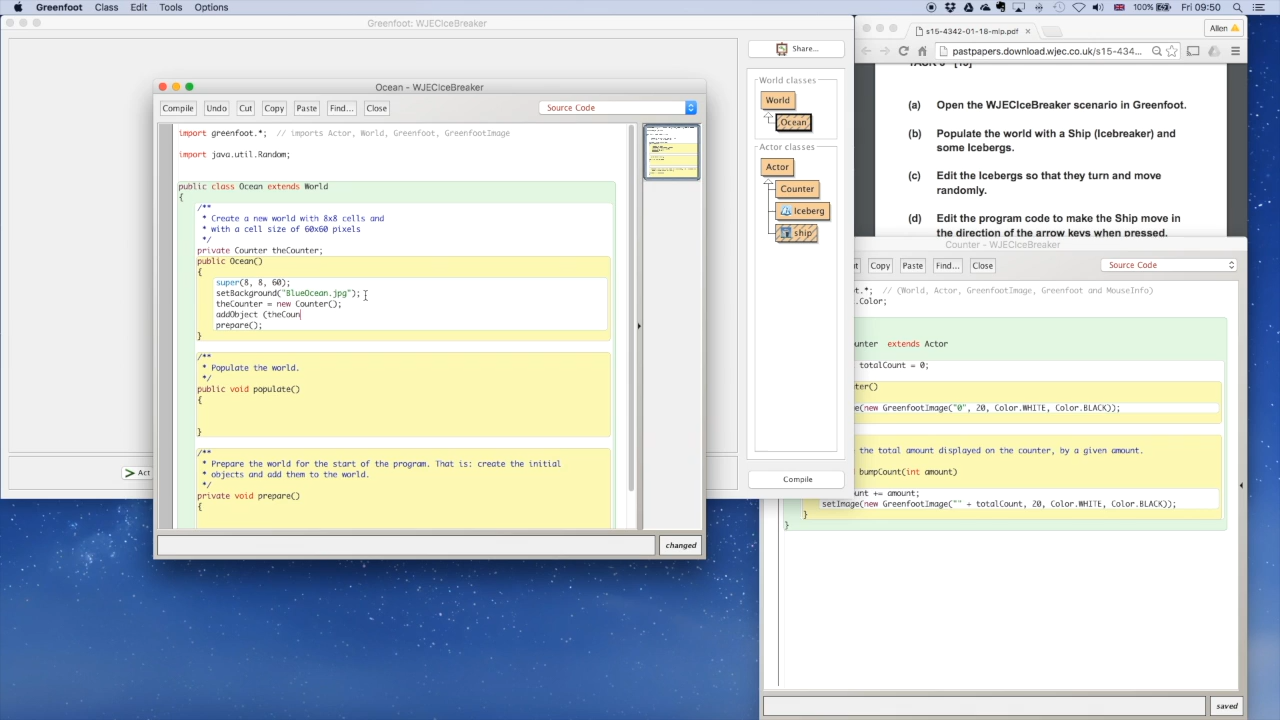 Greenfoot Class Edit Tools Options 100% Fri 09:50
Greenfoot: WJECIceBreaker
Share...
World classes
World
Ocean
Actor classes
Actor
Counter
Iceberg
ship
Act
Compile
s15-4342-01-18-mip.pdf
Allen
pastpapers.download.wjec.co.uk/s15-434...
(a) Open the WJECIceBreaker scenario in Greenfoot.
(b) Populate the world with a Ship (Icebreaker) and
some Icebergs.
(c) Edit the Icebergs so that they turn and move
randomly.
(d) Edit the program code to make the Ship move in
the direction of the arrow keys when pressed.
Ocean - WJECIceBreaker
Compile Undo Cut Copy Paste Find... Close Source Code
import greenfoot.*; // imports Actor, World, Greenfoot, GreenfootImage
import java.util.Random;
public class Ocean extends World
{
/**
* Create a new world with 8x8 cells and
* with a cell size of 60x60 pixels
*/
private Counter theCounter;
public Ocean()
{
super(8, 8, 60);
setBackground("BlueOcean.jpg");
theCounter = new Counter();
addObject (theCoun
prepare();
}
/**
* Populate the world.
*/
public void populate()
{
}
/**
* Prepare the world for the start of the program. That is: create the initial
* objects and add them to the world.
*/
private void prepare()
{
changed
Counter - WJECIceBreaker
ut Copy Paste Find... Close Source Code
t.*; // (World, Actor, GreenfootImage, Greenfoot and MouseInfo)
.Color;
unter extends Actor
totalCount = 0;
ter()
e(new GreenfootImage("0", 20, Color.WHITE, Color.BLACK));
the total amount displayed on the counter, by a given amount.
bumpCount(int amount)
ount += amount;
setImage(new GreenfootImage("" + totalCount, 20, Color.WHITE, Color.BLACK));
}
}
saved